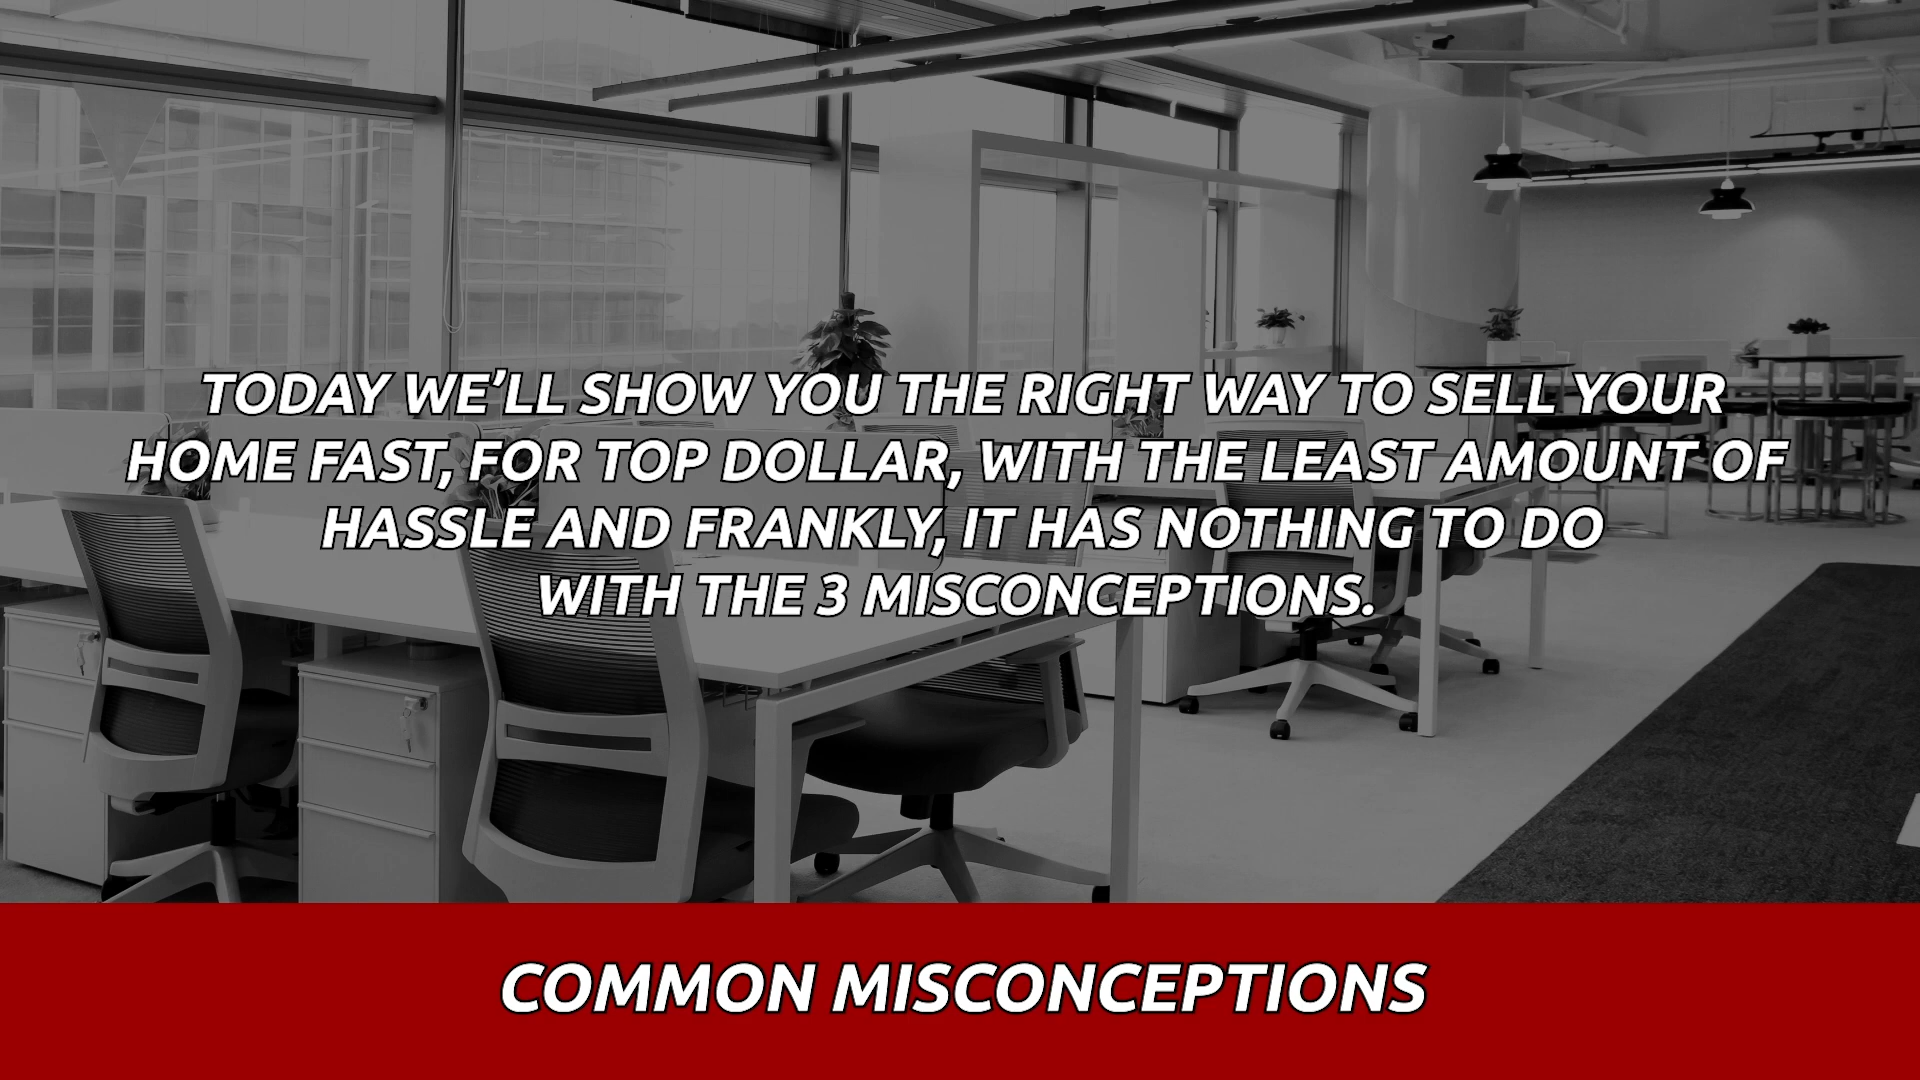 TODAY WE’LL SHOW YOU THE RIGHT WAY TO SELL YOUR
HOME FAST, FOR TOP DOLLAR, WITH THE LEAST AMOUNT OF
HASSLE AND FRANKLY, IT HAS NOTHING TO DO
WITH THE 3 MISCONCEPTIONS.
COMMON MISCONCEPTIONS